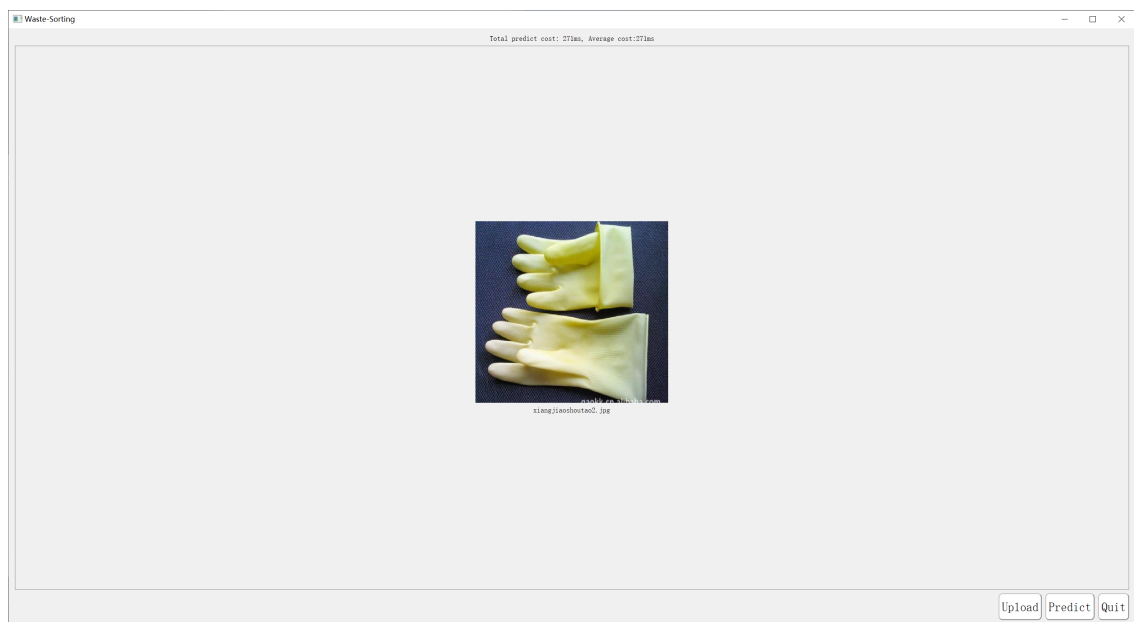 Waste-Sorting
Total predict cost: 271ms, Average cost:271ms
xiangjiaoshoutao2.jpg
Upload
Predict
Quit